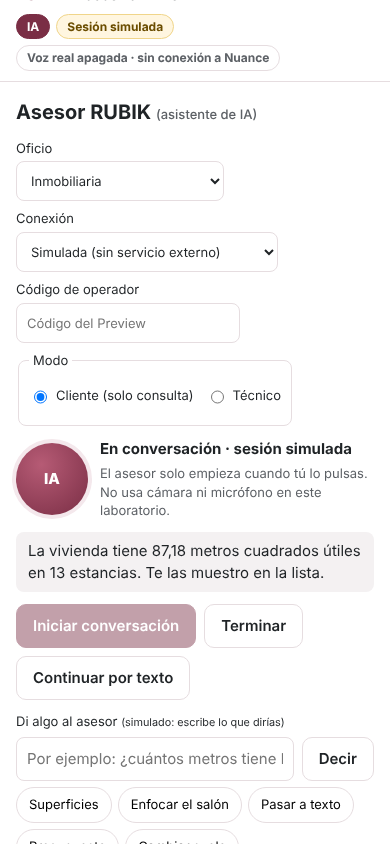 IA
Sesión simulada
Voz real apagada · sin conexión a Nuance
Asesor RUBIK (asistente de IA)
Oficio
Inmobiliaria
Conexión
Simulada (sin servicio externo)
Código de operador
Código del Preview
Modo
Cliente (solo consulta)
Técnico
IA
En conversación · sesión simulada
El asesor solo empieza cuando tú lo pulsas.
No usa cámara ni micrófono en este
laboratorio.
La vivienda tiene 87,18 metros cuadrados útiles
en 13 estancias. Te las muestro en la lista.
Iniciar conversación
Terminar
Continuar por texto
Di algo al asesor (simulado: escribe lo que dirías)
Por ejemplo: ¿cuántos metros tiene l
Decir
Superficies
Enfocar el salón
Pasar a texto